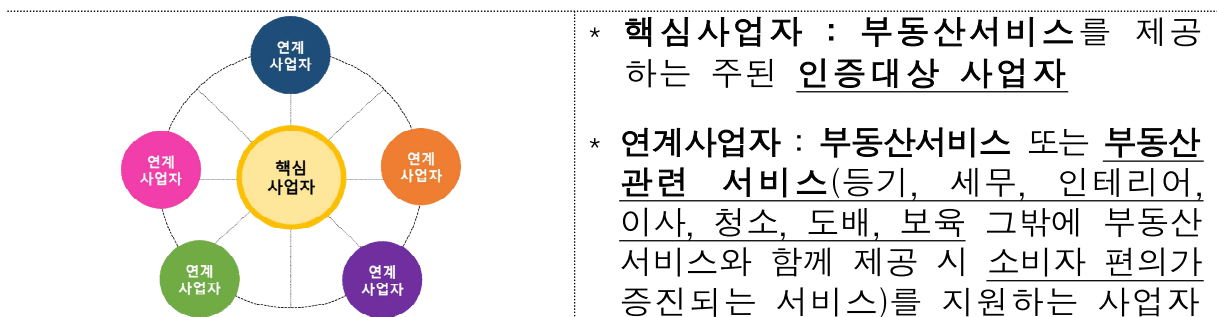 연계
사업자
연계
사업자
핵심
사업자
연계
사업자
연계
사업자
연계
사업자
* 핵심사업자 : 부동산서비스를 제공
하는 주된 인증대상 사업자
* 연계사업자 : 부동산서비스 또는 부동산
관련 서비스(등기, 세무, 인테리어,
이사, 청소, 도배, 보육 그밖에 부동산
서비스와 함께 제공 시 소비자 편의가
증진되는 서비스)를 지원하는 사업자